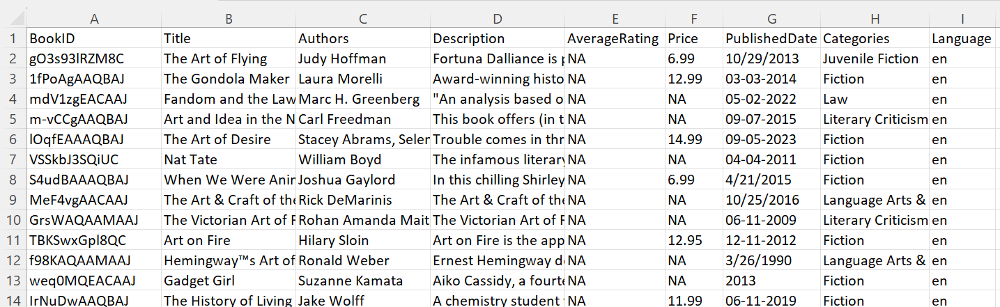 A B C D E F G H I
1 BookID Title Authors Description AverageRating Price PublishedDate Categories Language
2 gO3s93lRZM8C The Art of Flying Judy Hoffman Fortuna Dalliance is NA 6.99 10/29/2013 Juvenile Fiction en
3 1fPoAgAAQBAJ The Gondola Maker Laura Morelli Award-winning histo NA 12.99 03-03-2014 Fiction en
4 mdV1zgEACAAJ Fandom and the Law Marc H. Greenberg "An analysis based o NA NA 05-02-2022 Law en
5 m-vCCgAAQBAJ Art and Idea in the N Carl Freedman This book offers (in t NA NA 09-07-2015 Literary Criticism en
6 lOqfEAAAQBAJ The Art of Desire Stacey Abrams, Seler Trouble comes in thr NA 14.99 09-05-2023 Fiction en
7 VSSkbJ3SQiUC Nat Tate William Boyd The infamous literary NA NA 04-04-2011 Fiction en
8 S4udBAAAQBAJ When We Were Anir Joshua Gaylord In this chilling Shirley NA 6.99 4/21/2015 Fiction en
9 MeF4vgAACAAJ The Art & Craft of the Rick DeMarinis The Art & Craft of the NA NA 10/25/2016 Language Arts & en
10 GrsWAQAAMAAJ The Victorian Art of F Rohan Amanda Mait The Victorian Art of F NA NA 06-11-2009 Literary Criticism en
11 TBKSwxGpl8QC Art on Fire Hilary Sloin Art on Fire is the app NA 12.95 12-11-2012 Fiction en
12 f98KAQAAMAAJ Hemingway™s Art of Ronald Weber Ernest Hemingway de NA NA 3/26/1990 Language Arts & en
13 weq0MQEACAAJ Gadget Girl Suzanne Kamata Aiko Cassidy, a fourte NA NA 2013 Fiction en
14 IrNuDwAAQBAJ The History of Living Jake Wolff A chemistry student NA 11.99 06-11-2019 Fiction en